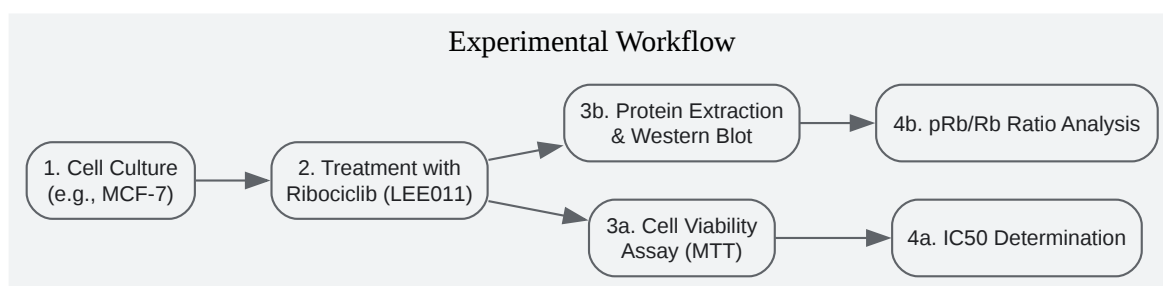 Experimental Workflow
1. Cell Culture
(e.g., MCF-7)
2. Treatment with
Ribociclib (LEE011)
3b. Protein Extraction
& Western Blot
4b. pRb/Rb Ratio Analysis
3a. Cell Viability
Assay (MTT)
4a. IC50 Determination